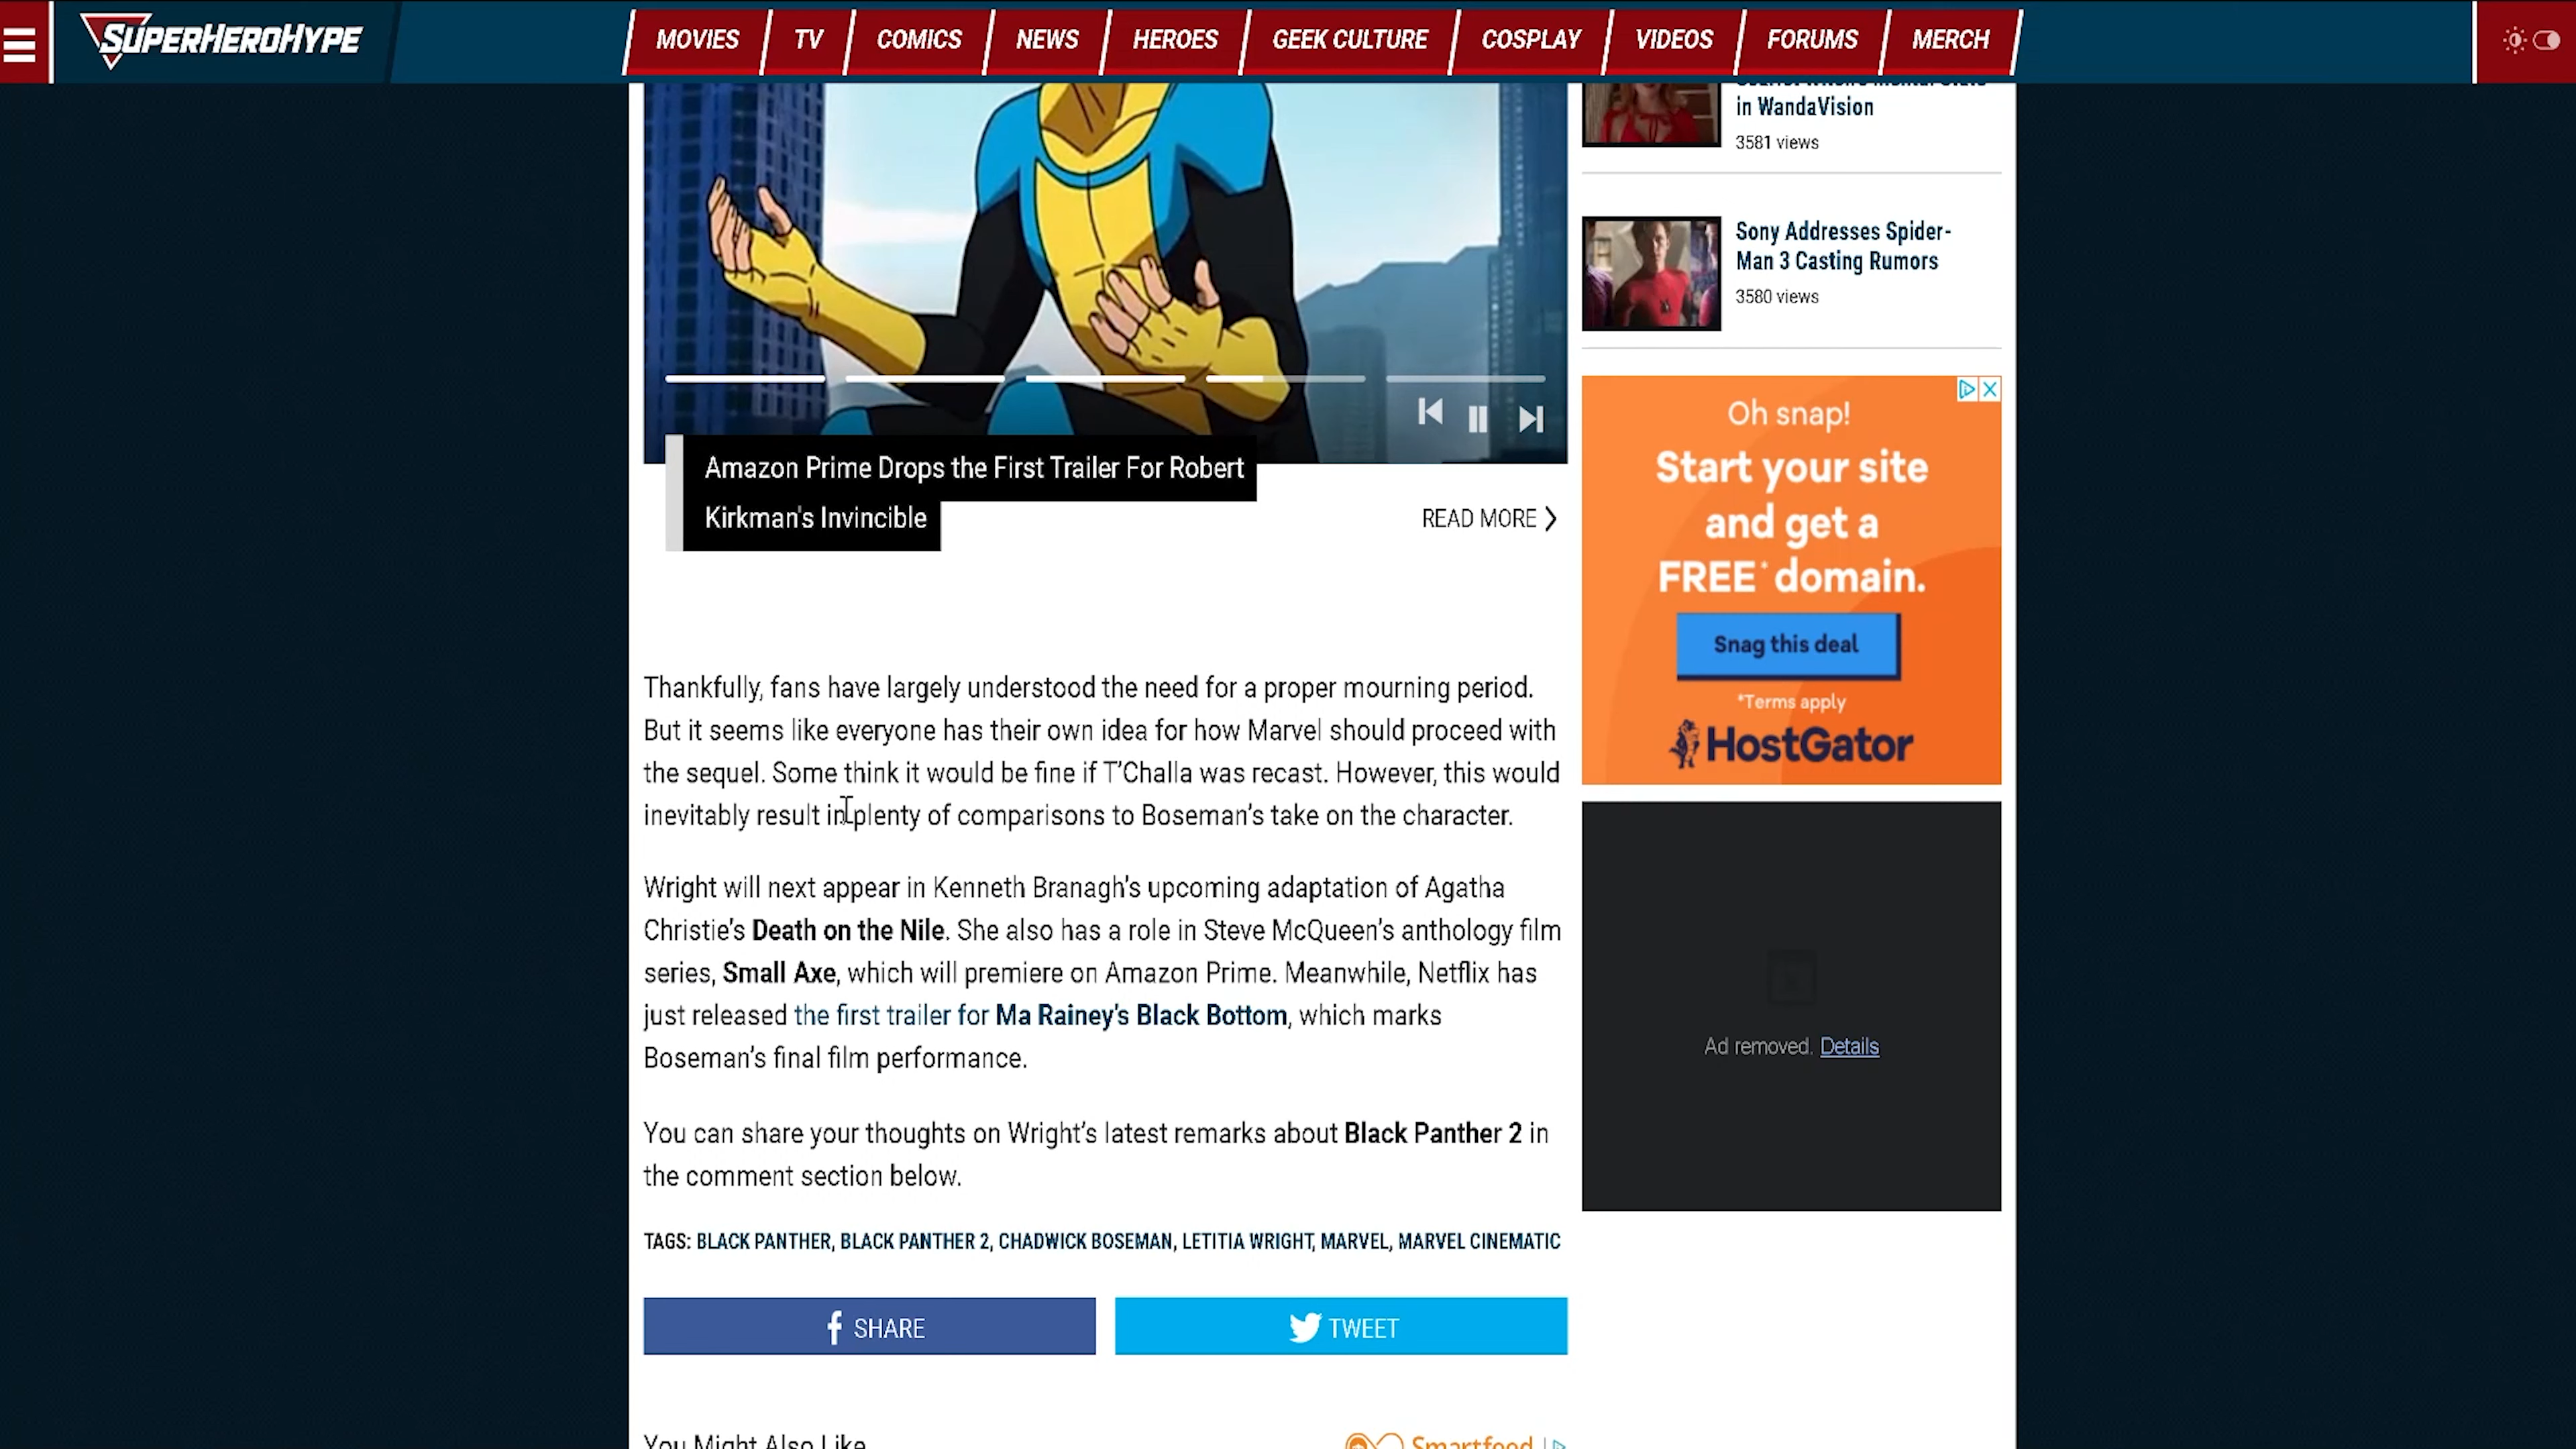 SUPERHEROHYPE
MOVIES
TV
COMICS
NEWS
HEROES
GEEK CULTURE
COSPLAY
VIDEOS
FORUMS
MERCH
Amazon Prime Drops the First Trailer For Robert
Kirkman's Invincible
READ MORE
Thankfully, fans have largely understood the need for a proper mourning period.
But it seems like everyone has their own idea for how Marvel should proceed with
the sequel. Some think it would be fine if T'Challa was recast. However, this would
inevitably result in plenty of comparisons to Boseman's take on the character.
Wright will next appear in Kenneth Branagh's upcoming adaptation of Agatha
Christie's Death on the Nile. She also has a role in Steve McQueen's anthology film
series, Small Axe, which will premiere on Amazon Prime. Meanwhile, Netflix has
just released the first trailer for Ma Rainey's Black Bottom, which marks
Boseman's final film performance.
You can share your thoughts on Wright's latest remarks about Black Panther 2 in
the comment section below.
TAGS: BLACK PANTHER, BLACK PANTHER 2, CHADWICK BOSEMAN, LETITIA WRIGHT, MARVEL, MARVEL CINEMATIC
SHARE
TWEET
You Might Also Like
Smartfeed
in WandaVision
3581 views
Sony Addresses Spider-
Man 3 Casting Rumors
3580 views
Oh snap!
Start your site
and get a
FREE* domain.
Snag this deal
*Terms apply
HostGator
Ad removed. Details